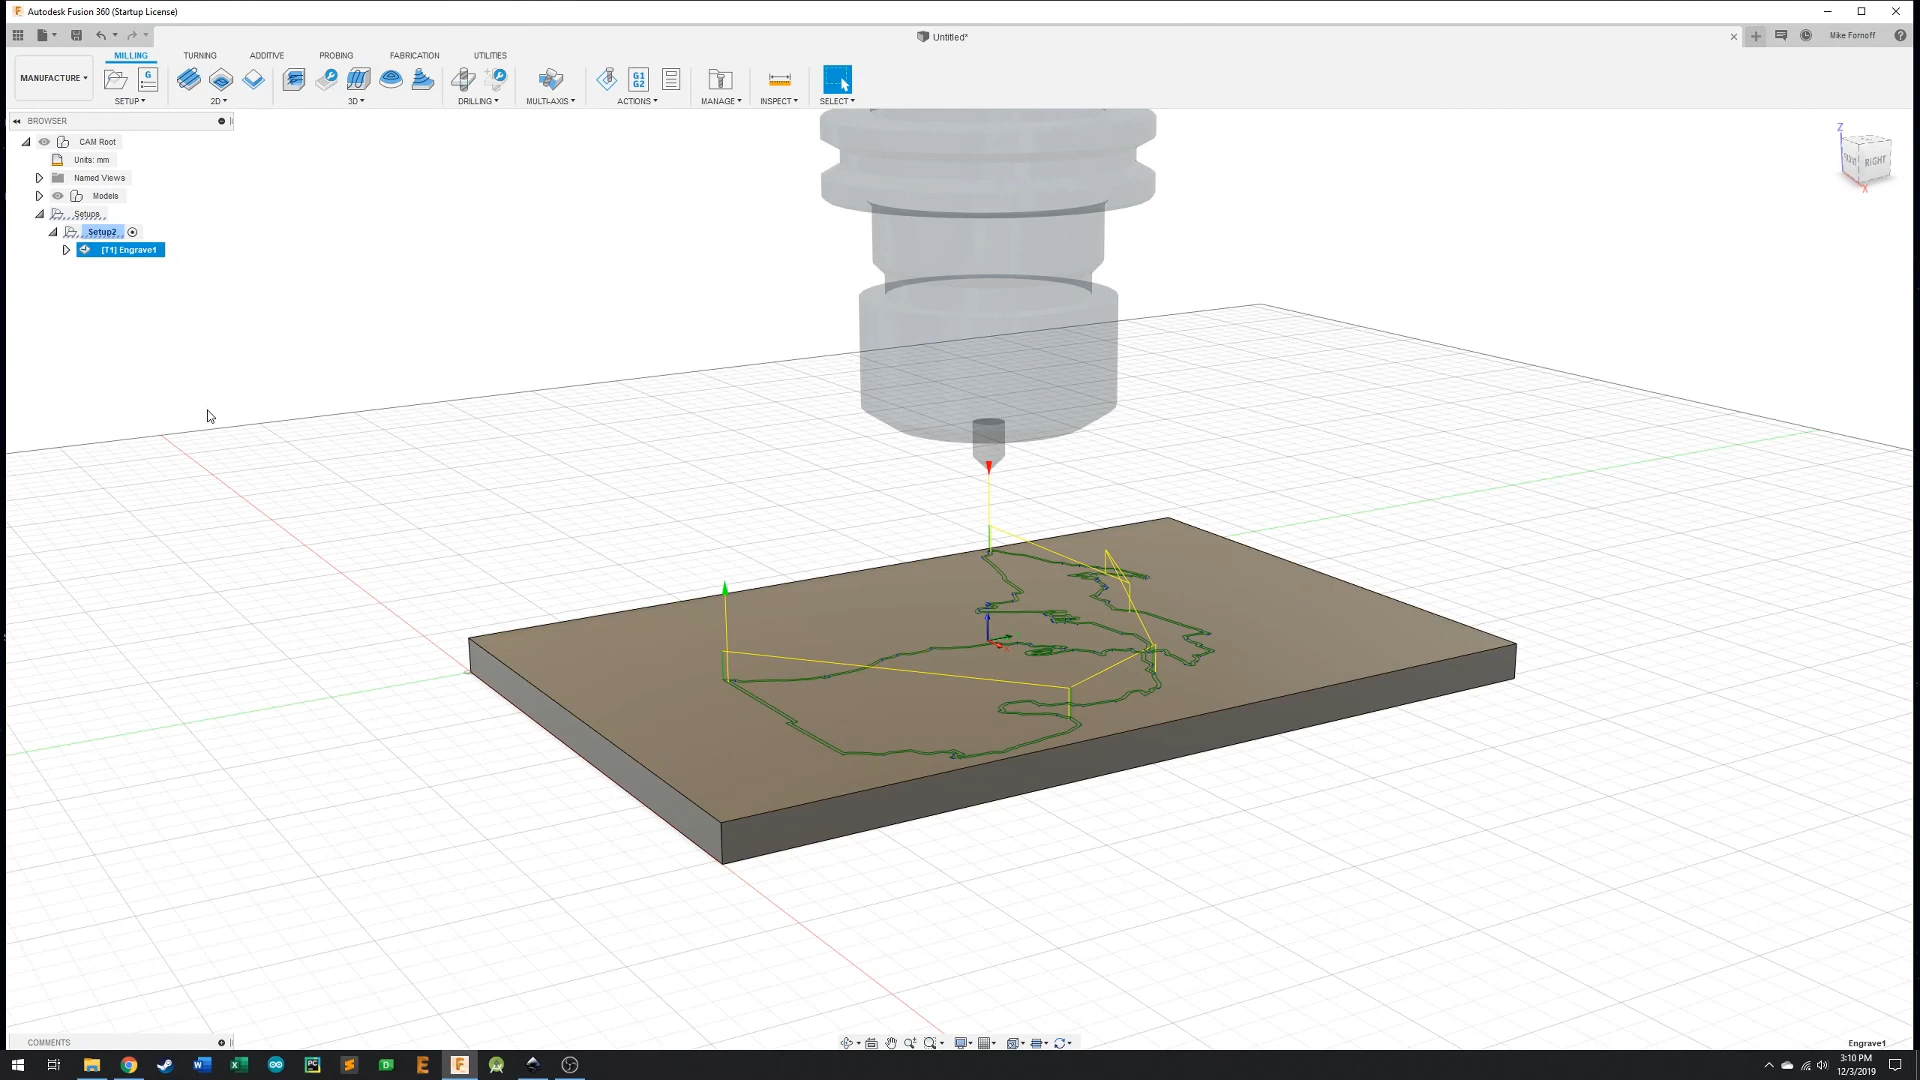 Autodesk Fusion 360 (Startup License)
Untitled*
Mike Fornoff
MILLING TURNING ADDITIVE PROBING FABRICATION UTILITIES
MANUFACTURE
G
G1
G2
SETUP 2D 3D DRILLING MULTI-AXIS ACTIONS MANAGE INSPECT SELECT
BROWSER
CAM Root
Units: mm
Named Views
Models
Setups
Setup2
[T1] Engrave1
Z
RIGHT
X
COMMENTS
Engrave1
3:10 PM
12/3/2019